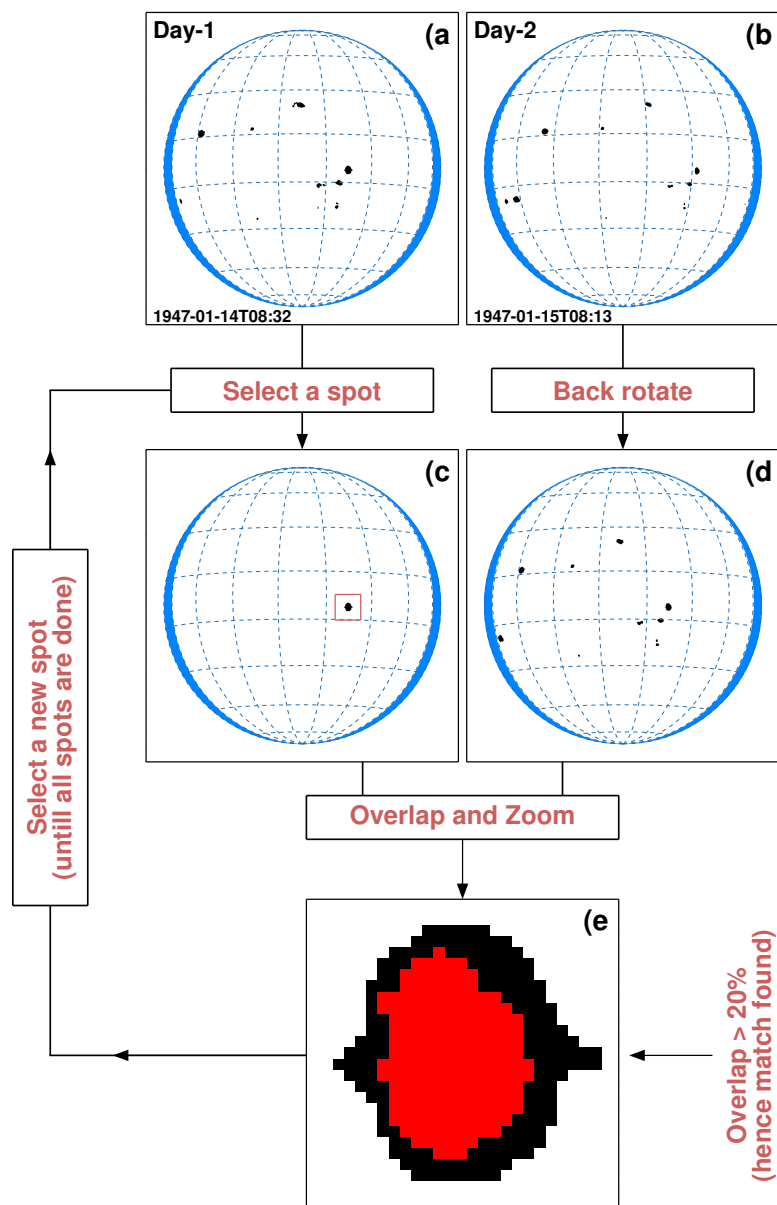 Day-1
(a
Day-2
(b
1947-01-14T08:32
1947-01-15T08:13
Select a spot
Back rotate
(c
(d
Select a new spot
(untill all spots are done)
Overlap and Zoom
(e
Overlap > 20%
(hence match found)